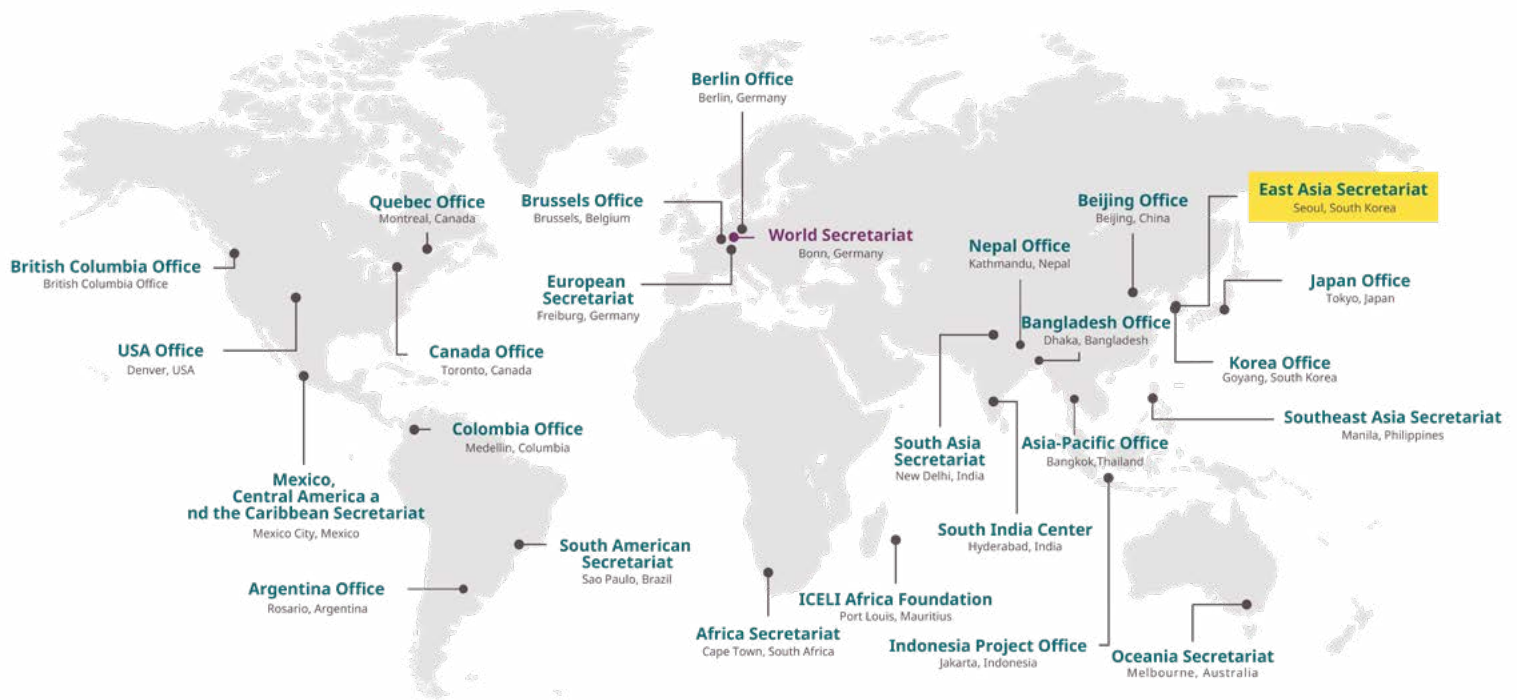 Berlin Office
Berlin, Germany
Quebec Office
Montreal, Canada
Brussels Office
Brussels, Belgium
World Secretariat
Bonn, Germany
European
Secretariat
Freiburg, Germany
British Columbia Office
British Columbia Office
USA Office
Denver, USA
Canada Office
Toronto, Canada
Colombia Office
Medellin, Columbia
Mexico,
Central America a
nd the Caribbean Secretariat
Mexico City, Mexico
South American
Secretariat
Sao Paulo, Brazil
Argentina Office
Rosario, Argentina
Africa Secretariat
Cape Town, South Africa
ICELI Africa Foundation
Port Louis, Mauritius
East Asia Secretariat
Seoul, South Korea
Beijing Office
Beijing, China
Nepal Office
Kathmandu, Nepal
Japan Office
Tokyo, Japan
Bangladesh Office
Dhaka, Bangladesh
Korea Office
Goyang, South Korea
Southeast Asia Secretariat
Manila, Philippines
South Asia
Secretariat
New Delhi, India
Asia-Pacific Office
Bangkok,Thailand
South India Center
Hyderabad, India
Indonesia Project Office
Jakarta, Indonesia
Oceania Secretariat
Melbourne, Australia